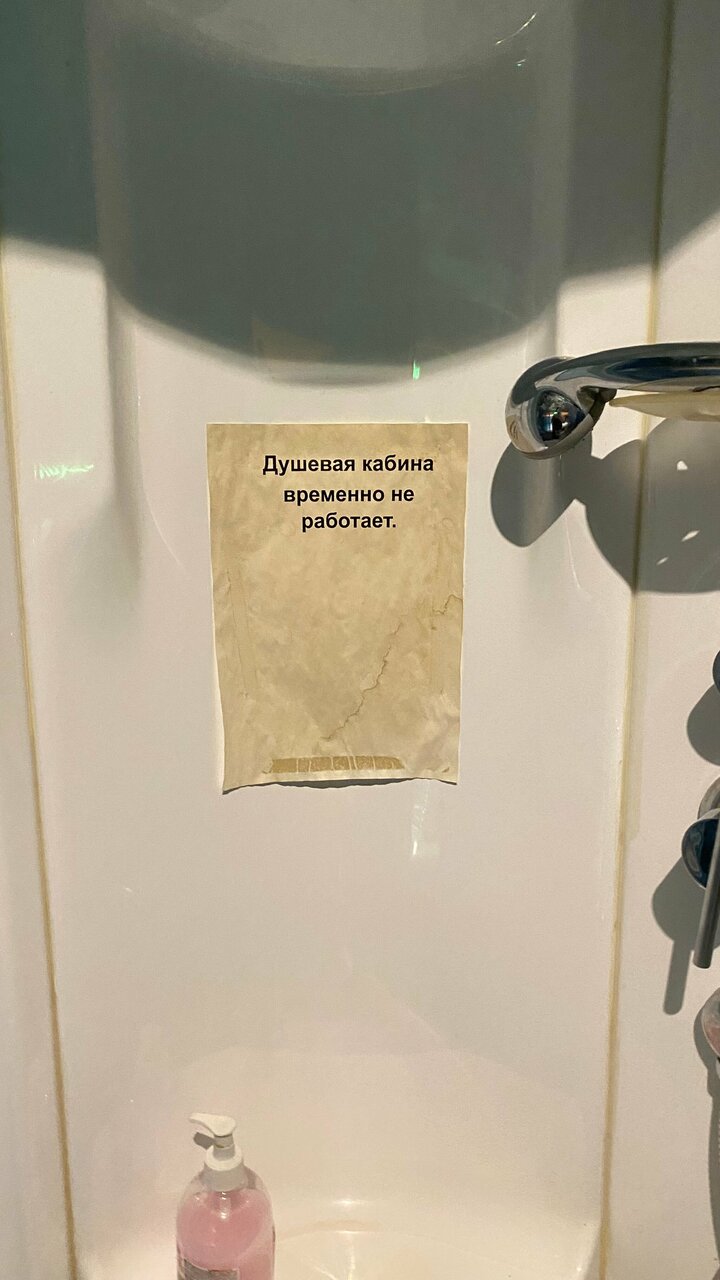 Душевая кабина
временно не
работает.